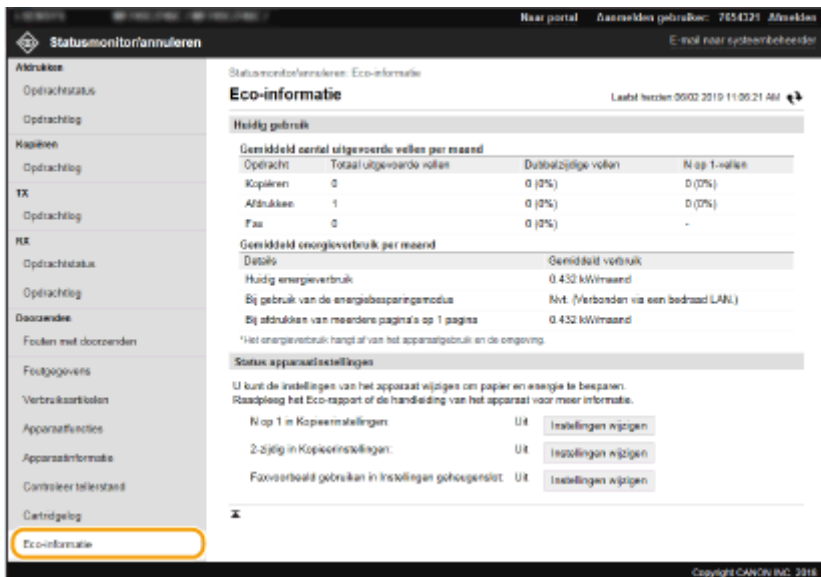 Naar portal Aanmelden gebruiker: 7654321 Afmelden
Statusmonitor/annuleren
E-mail naar systeembeheerder
Afdrukken
Opdrachtstatus
Opdrachtlog
Kopiëren
Opdrachtlog
TX
Opdrachtlog
RX
Opdrachtstatus
Opdrachtlog
Doorzenden
Fouten met doorzenden
Foutgegevens
Verbruiksartikelen
Apparaatfuncties
Apparaatinformatie
Controleer tellerstand
Cartridgelog
Eco-informatie
Statusmonitor/annuleren: Eco-informatie
Eco-informatie
Laatst herzien 06/02 2019 11:06:21 AM
Huidig gebruik
Gemiddeld aantal uitgevoerde vellen per maand
Opdracht Totaal uitgevoerde vellen Dubbelzijdige vellen N op 1-vellen
Kopiëren 0 0 (0%) 0 (0%)
Afdrukken 1 0 (0%) 0 (0%)
Fax 0 0 (0%) -
Gemiddeld energieverbruik per maand
Details Gemiddeld verbruik
Huidig energieverbruik 0.432 kW/maand
Bij gebruik van de energiebesparingsmodus Nvt. (Verbonden via een bedraad LAN.)
Bij afdrukken van meerdere pagina's op 1 pagina 0.432 kW/maand
*Het energieverbruik hangt af van het apparaatgebruik en de omgeving.
Status apparaatinstellingen
U kunt de instellingen van het apparaat wijzigen om papier en energie te besparen.
Raadpleeg het Eco-rapport of de handleiding van het apparaat voor meer informatie.
N op 1 in Kopieerinstellingen: Uit Instellingen wijzigen
2-zijdig in Kopieerinstellingen: Uit Instellingen wijzigen
Faxvoorbeeld gebruiken in Instellingen geheugenslot: Uit Instellingen wijzigen
Copyright CANON INC. 2018